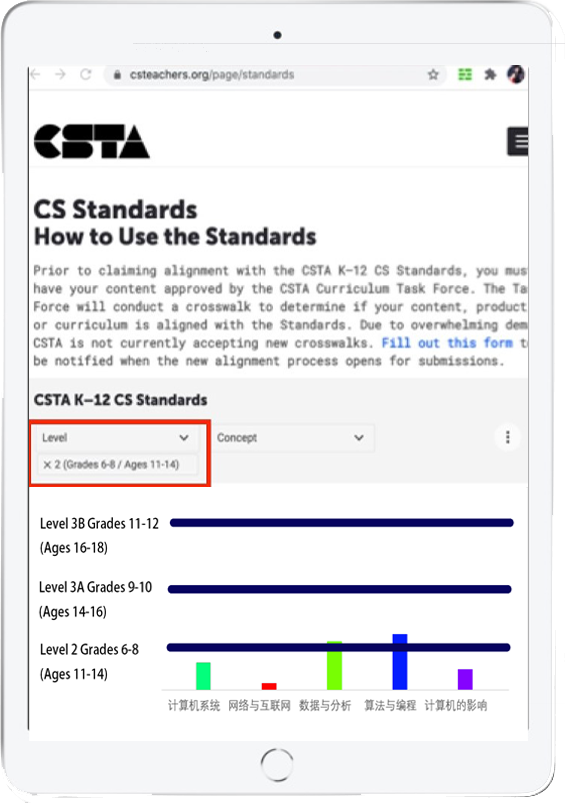 csteachers.org/page/standards
CSTA
CS Standards
How to Use the Standards
Prior to claiming alignment with the CSTA K–12 CS Standards, you mus
have your content approved by the CSTA Curriculum Task Force. The Ta
Force will conduct a crosswalk to determine if your content, product
or curriculum is aligned with the Standards. Due to overwhelming dem
CSTA is not currently accepting new crosswalks. Fill out this form t
be notified when the new alignment process opens for submissions.
CSTA K–12 CS Standards
Level
Concept
× 2 (Grades 6-8 / Ages 11-14)
Level 3B Grades 11-12
(Ages 16-18)
Level 3A Grades 9-10
(Ages 14-16)
Level 2 Grades 6-8
(Ages 11-14)
计算机系统 网络与互联网 数据与分析 算法与编程 计算机的影响